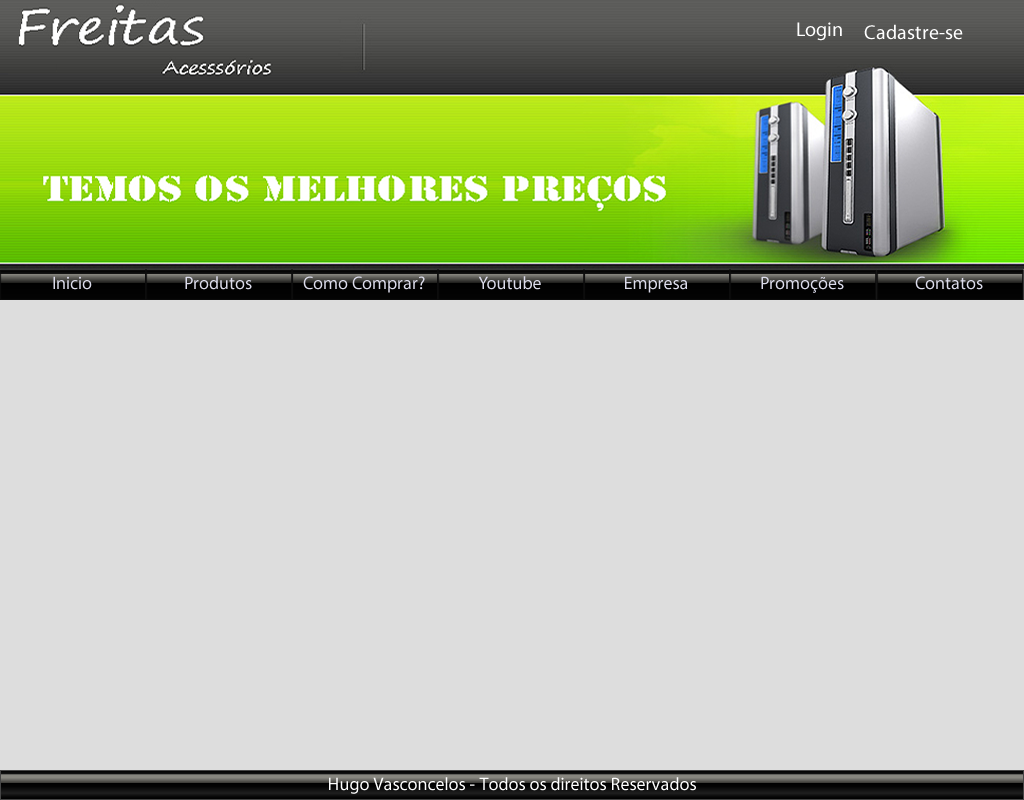 Freitas
Acesssórios
Login
Cadastre-se
TEMOS OS MELHORES PREÇOS
Inicio
Produtos
Como Comprar?
Youtube
Empresa
Promoções
Contatos
Hugo Vasconcelos - Todos os direitos Reservados